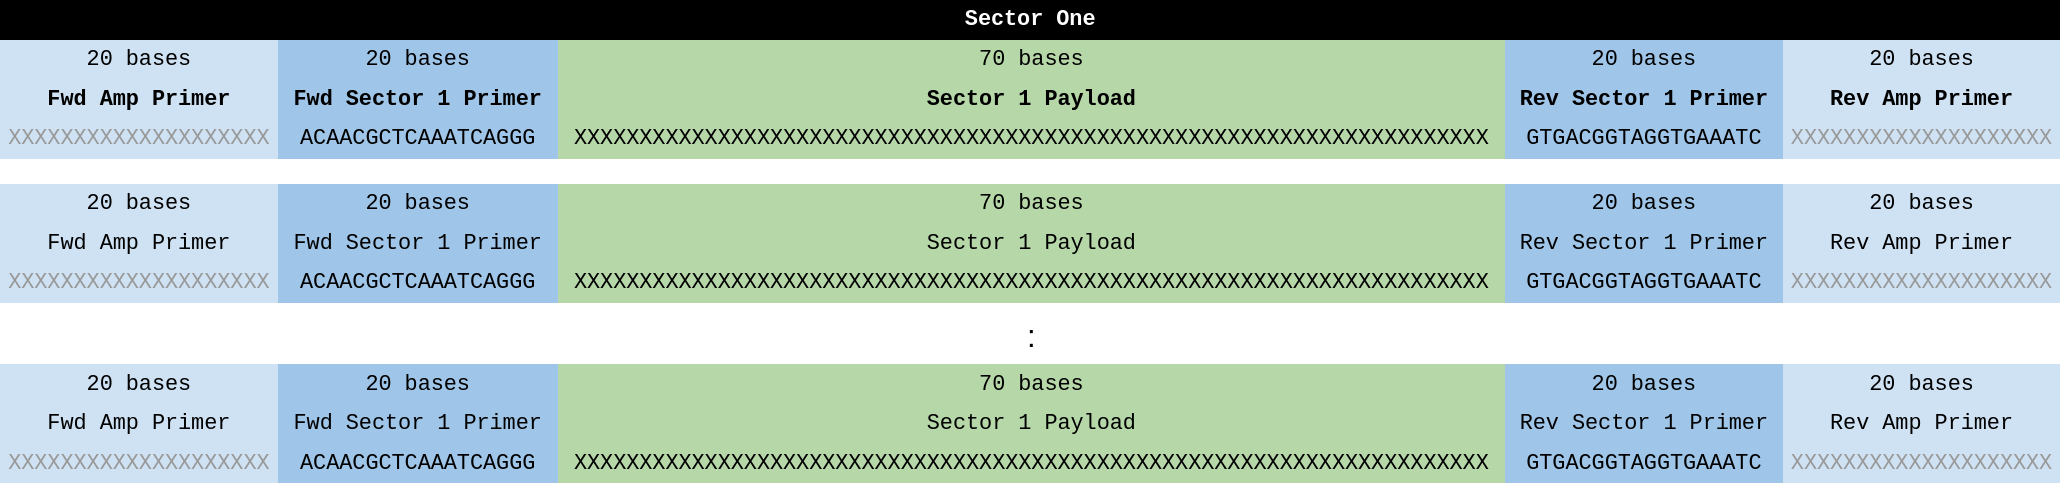 Sector One
20 bases 20 bases 70 bases 20 bases 20 bases
Fwd Amp Primer Fwd Sector 1 Primer Sector 1 Payload Rev Sector 1 Primer Rev Amp Primer
XXXXXXXXXXXXXXXXXXXX ACAACGCTCAAATCAGGG XXXXXXXXXXXXXXXXXXXXXXXXXXXXXXXXXXXXXXXXXXXXXXXXXXXXXXXXXXXXXXXXXXXXXX GTGACGGTAGGTGAAATC XXXXXXXXXXXXXXXXXXXX
20 bases 20 bases 70 bases 20 bases 20 bases
Fwd Amp Primer Fwd Sector 1 Primer Sector 1 Payload Rev Sector 1 Primer Rev Amp Primer
XXXXXXXXXXXXXXXXXXXX ACAACGCTCAAATCAGGG XXXXXXXXXXXXXXXXXXXXXXXXXXXXXXXXXXXXXXXXXXXXXXXXXXXXXXXXXXXXXXXXXXXXXX GTGACGGTAGGTGAAATC XXXXXXXXXXXXXXXXXXXX
:
20 bases 20 bases 70 bases 20 bases 20 bases
Fwd Amp Primer Fwd Sector 1 Primer Sector 1 Payload Rev Sector 1 Primer Rev Amp Primer
XXXXXXXXXXXXXXXXXXXX ACAACGCTCAAATCAGGG XXXXXXXXXXXXXXXXXXXXXXXXXXXXXXXXXXXXXXXXXXXXXXXXXXXXXXXXXXXXXXXXXXXXXX GTGACGGTAGGTGAAATC XXXXXXXXXXXXXXXXXXXX